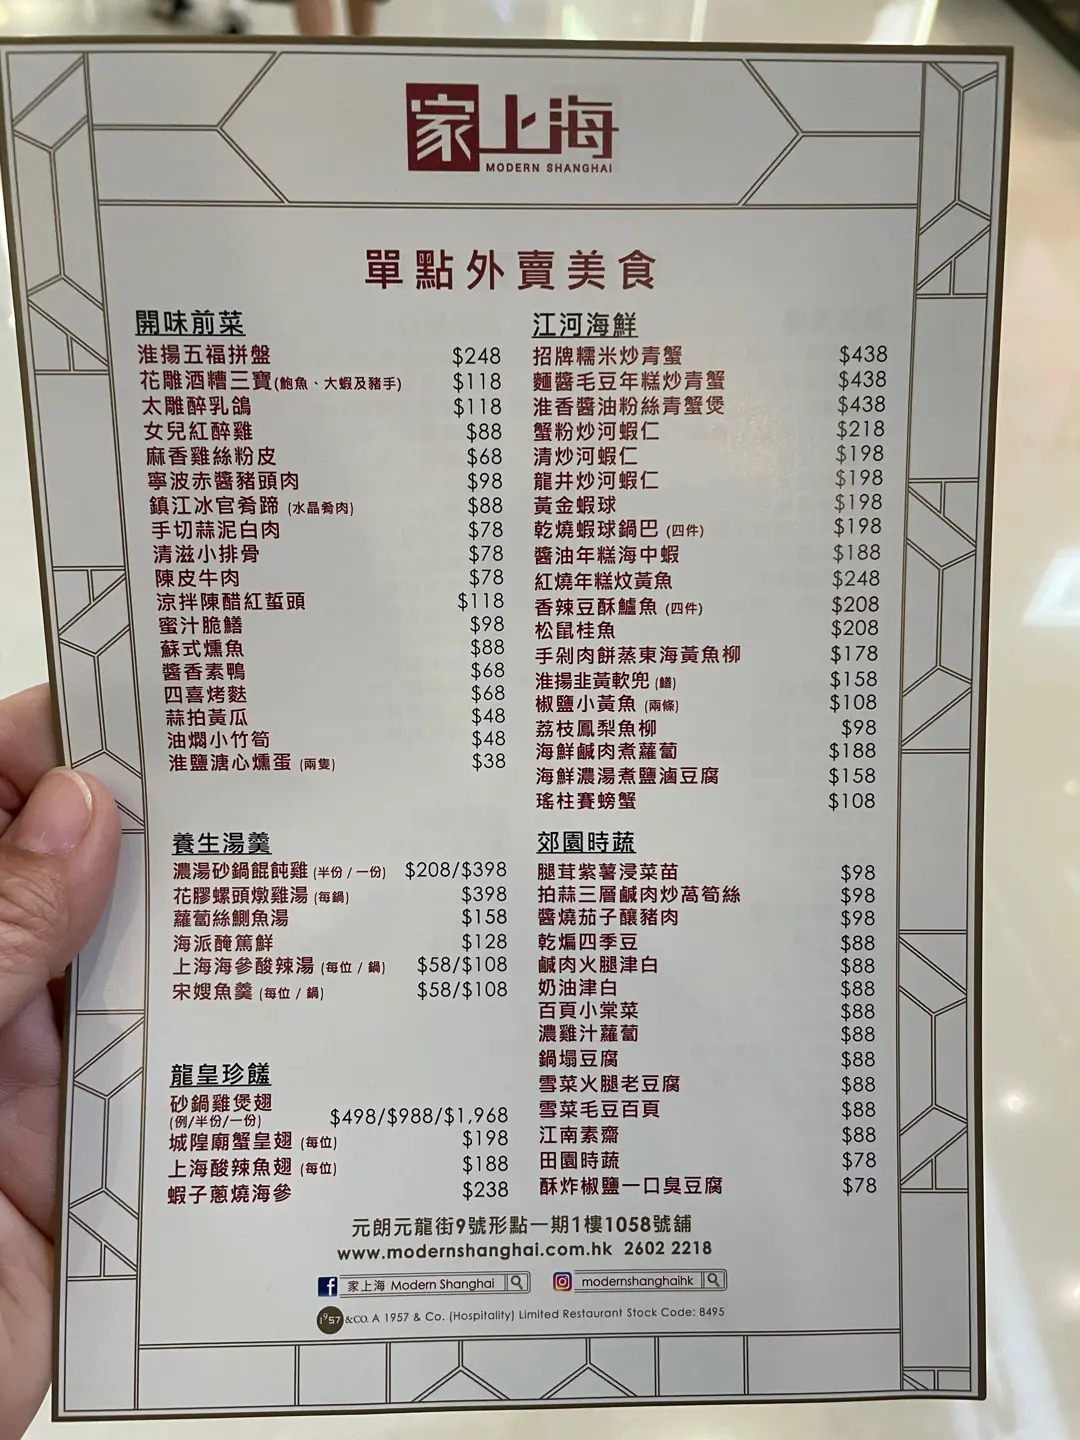 家上海
MODERN SHANGHAI
單點外賣美食
開味前菜
淮揚五福拼盤 $248
花雕酒糟三寶(鮑魚、大蝦及豬手) $118
太雕醉乳鴿 $118
女兒紅醉雞 $88
麻香雞絲粉皮 $68
寧波赤醬豬頭肉 $98
鎮江冰官肴蹄 (水晶肴肉) $88
手切蒜泥白肉 $78
清滋小排骨 $78
陳皮牛肉 $78
涼拌陳醋紅蜇頭 $118
蜜汁脆鱔 $98
蘇式燻魚 $88
醬香素鴨 $68
四喜烤麩 $68
蒜拍黃瓜 $48
油燜小竹筍 $48
淮鹽溏心燻蛋 (兩隻) $38
養生湯羹
濃湯砂鍋餛飩雞 (半份 / 一份) $208/$398
花膠螺頭燉雞湯 (每鍋) $398
蘿蔔絲鰂魚湯 $158
海派醃篤鮮 $128
上海海參酸辣湯 (每位 / 鍋) $58/$108
宋嫂魚羹 (每位 / 鍋) $58/$108
龍皇珍饈
砂鍋雞煲翅
(例/半份/一份) $498/$988/$1,968
城隍廟蟹皇翅 (每位) $198
上海酸辣魚翅 (每位) $188
蝦子蔥燒海參 $238
江河海鮮
招牌糯米炒青蟹 $438
麵醬毛豆年糕炒青蟹 $438
淮香醬油粉絲青蟹煲 $438
蟹粉炒河蝦仁 $218
清炒河蝦仁 $198
龍井炒河蝦仁 $198
黃金蝦球 $198
乾燒蝦球鍋巴 (四件) $198
醬油年糕海中蝦 $188
紅燒年糕炆黃魚 $248
香辣豆酥鱸魚 (四件) $208
松鼠桂魚 $208
手剁肉餅蒸東海黃魚柳 $178
淮揚韭黃軟兜 (鱔) $158
椒鹽小黃魚 (兩條) $108
荔枝鳳梨魚柳 $98
海鮮鹹肉煮蘿蔔 $188
海鮮濃湯煮鹽滷豆腐 $158
瑤柱賽螃蟹 $108
郊園時蔬
腿茸紫薯浸菜苗 $98
拍蒜三層鹹肉炒萵筍絲 $98
醬燒茄子釀豬肉 $98
乾煸四季豆 $88
鹹肉火腿津白 $88
奶油津白 $88
百頁小棠菜 $88
濃雞汁蘿蔔 $88
鍋塌豆腐 $88
雪菜火腿老豆腐 $88
雪菜毛豆百頁 $88
江南素齋 $88
田園時蔬 $78
酥炸椒鹽一口臭豆腐 $78
元朗元龍街9號形點一期1樓1058號舖
www.modernshanghai.com.hk 2602 2218
家上海 Modern Shanghai
modernshanghaihk
1957 &CO. A 1957 & Co. (Hospitality) Limited Restaurant Stock Code: 8495